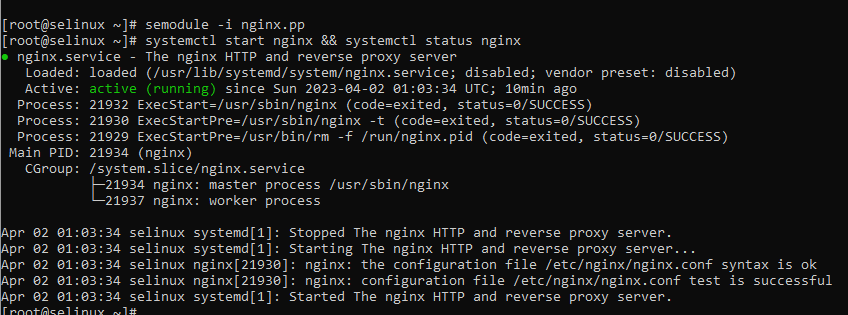 [root@selinux ~]# semodule -i nginx.pp
[root@selinux ~]# systemctl start nginx && systemctl status nginx
● nginx.service - The nginx HTTP and reverse proxy server
   Loaded: loaded (/usr/lib/systemd/system/nginx.service; disabled; vendor preset: disabled)
   Active: active (running) since Sun 2023-04-02 01:03:34 UTC; 10min ago
  Process: 21932 ExecStart=/usr/sbin/nginx (code=exited, status=0/SUCCESS)
  Process: 21930 ExecStartPre=/usr/sbin/nginx -t (code=exited, status=0/SUCCESS)
  Process: 21929 ExecStartPre=/usr/bin/rm -f /run/nginx.pid (code=exited, status=0/SUCCESS)
 Main PID: 21934 (nginx)
   CGroup: /system.slice/nginx.service
           ├─21934 nginx: master process /usr/sbin/nginx
           └─21937 nginx: worker process

Apr 02 01:03:34 selinux systemd[1]: Stopped The nginx HTTP and reverse proxy server.
Apr 02 01:03:34 selinux systemd[1]: Starting The nginx HTTP and reverse proxy server...
Apr 02 01:03:34 selinux nginx[21930]: nginx: the configuration file /etc/nginx/nginx.conf syntax is ok
Apr 02 01:03:34 selinux nginx[21930]: nginx: configuration file /etc/nginx/nginx.conf test is successful
Apr 02 01:03:34 selinux systemd[1]: Started The nginx HTTP and reverse proxy server.
[root@selinux ~]#